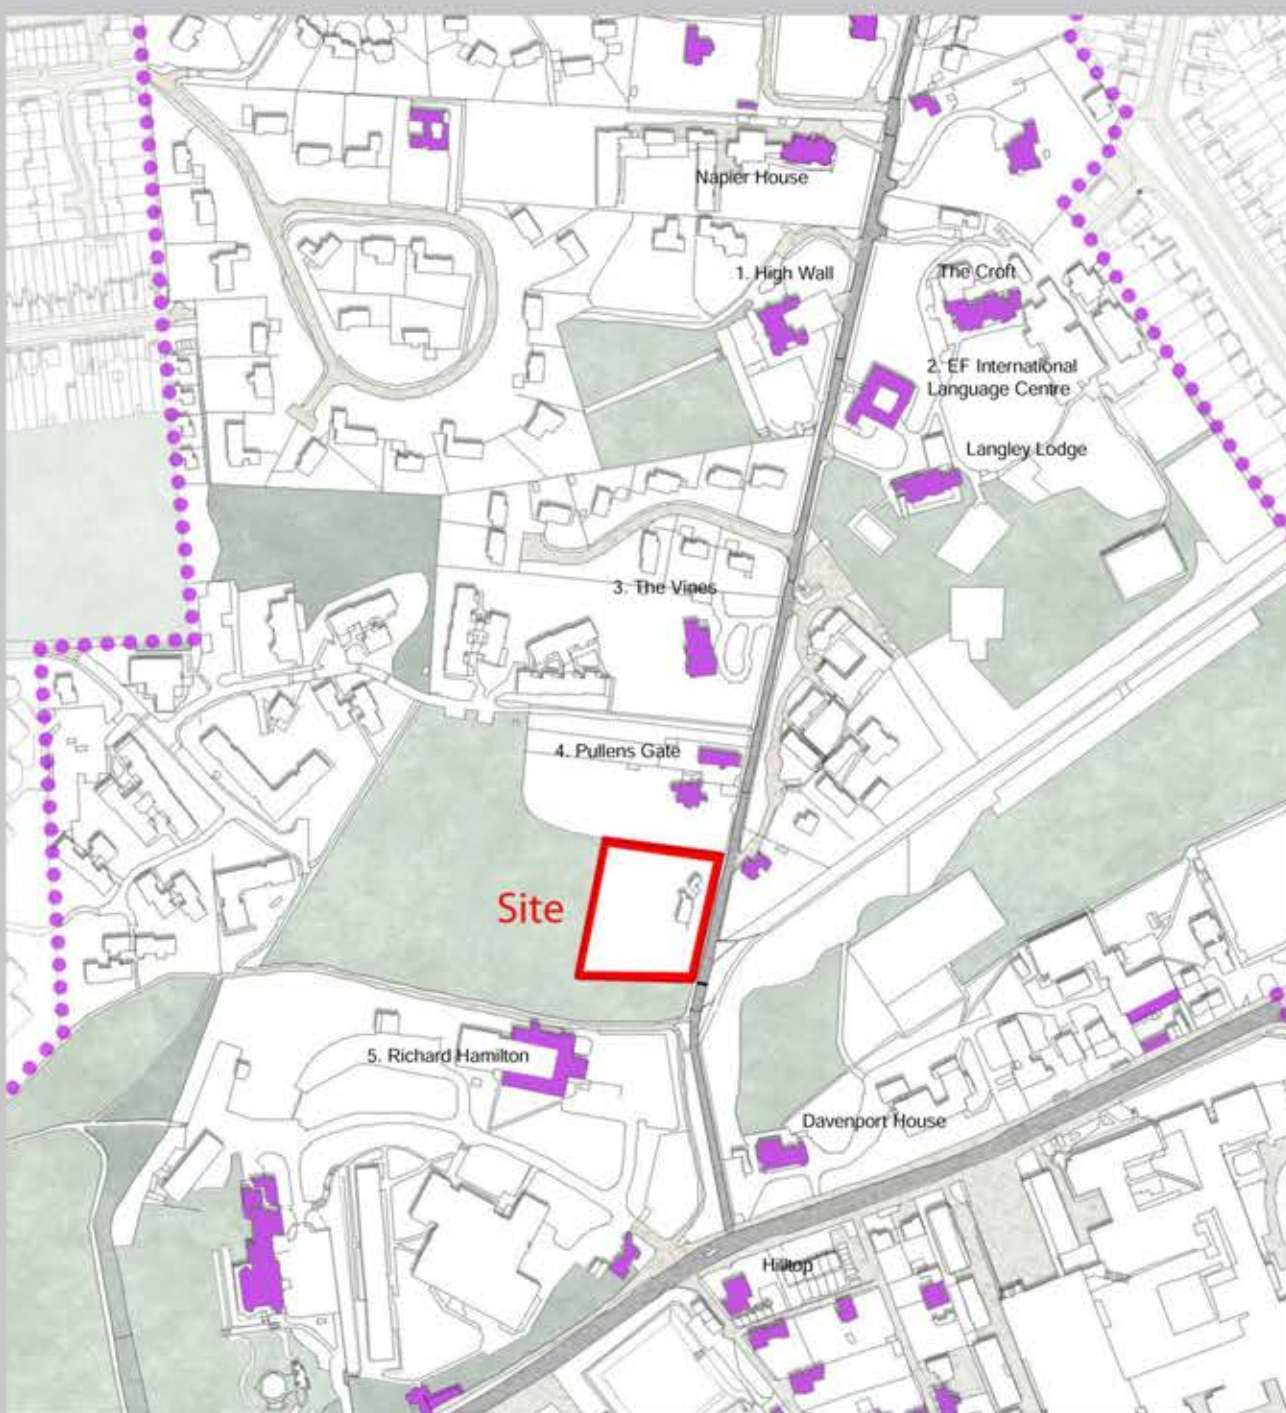 Napier House
1. High Wall
The Croft
2. EF International
Language Centre
Langley Lodge
3. The Vines
4. Pullens Gate
Site
5. Richard Hamilton
Davenport House
Hilltop